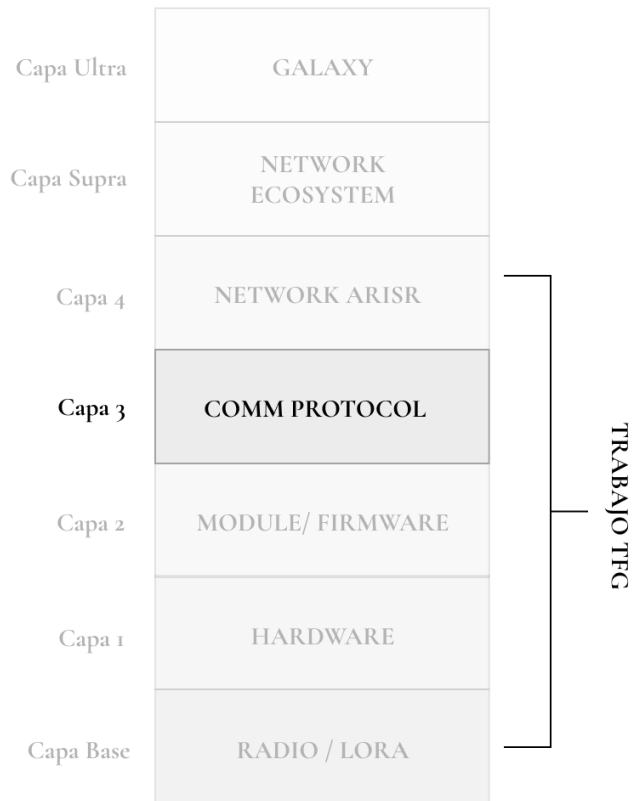 Capa Ultra
GALAXY
Capa Supra
NETWORK
ECOSYSTEM
Capa 4
NETWORK ARISR
Capa 3
COMM PROTOCOL
Capa 2
MODULE/ FIRMWARE
Capa 1
HARDWARE
Capa Base
RADIO / LORA
TRABAJO TFG